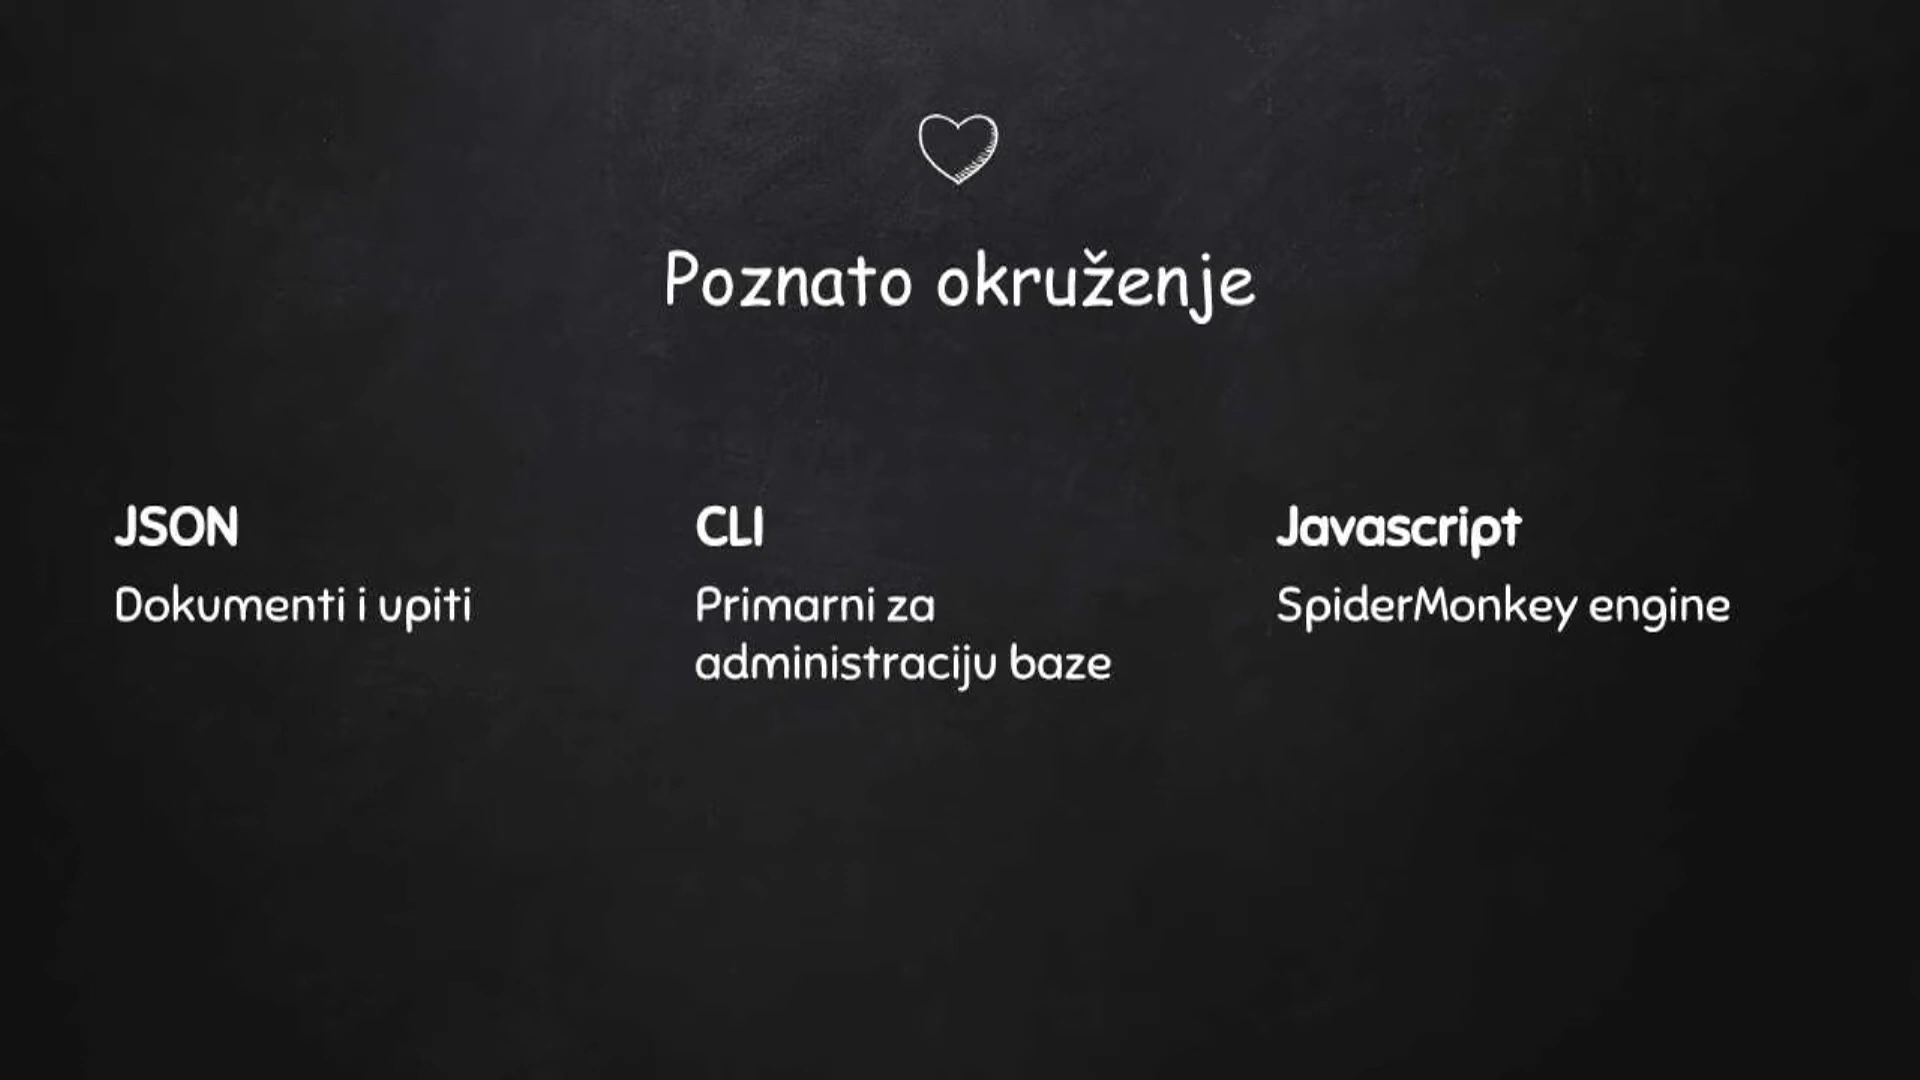 Poznato okruženje
JSON
Dokumenti i upiti
CLI
Primarni za
administraciju baze
Javascript
SpiderMonkey engine